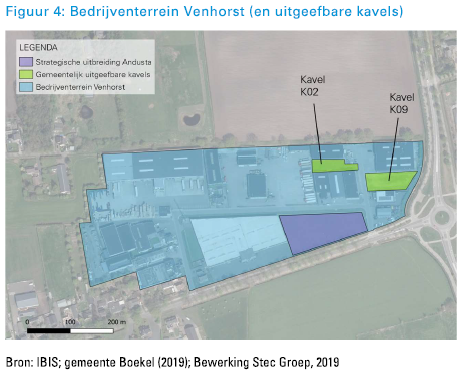 Figuur 4: Bedrijventerrein Venhorst (en uitgeefbare kavels)
LEGENDA
Strategische uitbreiding Andusta
Gemeentelijk uitgeefbare kavels
Bedrijventerrein Venhorst
Kavel
K02
Kavel
K09
0 100 200 m
Bron: IBIS; gemeente Boekel (2019); Bewerking Stec Groep, 2019